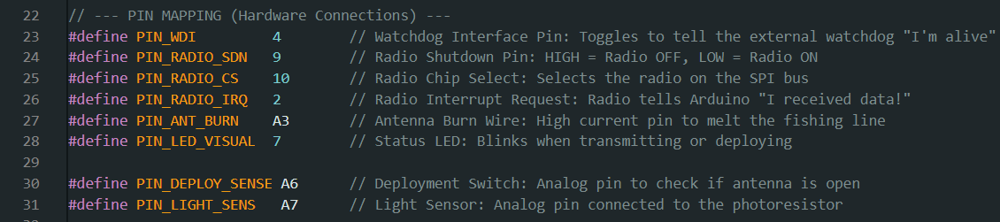 22 // --- PIN MAPPING (Hardware Connections) ---
23 #define PIN_WDI 4 // Watchdog Interface Pin: Toggles to tell the external watchdog "I'm alive"
24 #define PIN_RADIO_SDN 9 // Radio Shutdown Pin: HIGH = Radio OFF, LOW = Radio ON
25 #define PIN_RADIO_CS 10 // Radio Chip Select: Selects the radio on the SPI bus
26 #define PIN_RADIO_IRQ 2 // Radio Interrupt Request: Radio tells Arduino "I received data!"
27 #define PIN_ANT_BURN A3 // Antenna Burn Wire: High current pin to melt the fishing line
28 #define PIN_LED_VISUAL 7 // Status LED: Blinks when transmitting or deploying
29
30 #define PIN_DEPLOY_SENSE A6 // Deployment Switch: Analog pin to check if antenna is open
31 #define PIN_LIGHT_SENS A7 // Light Sensor: Analog pin connected to the photoresistor